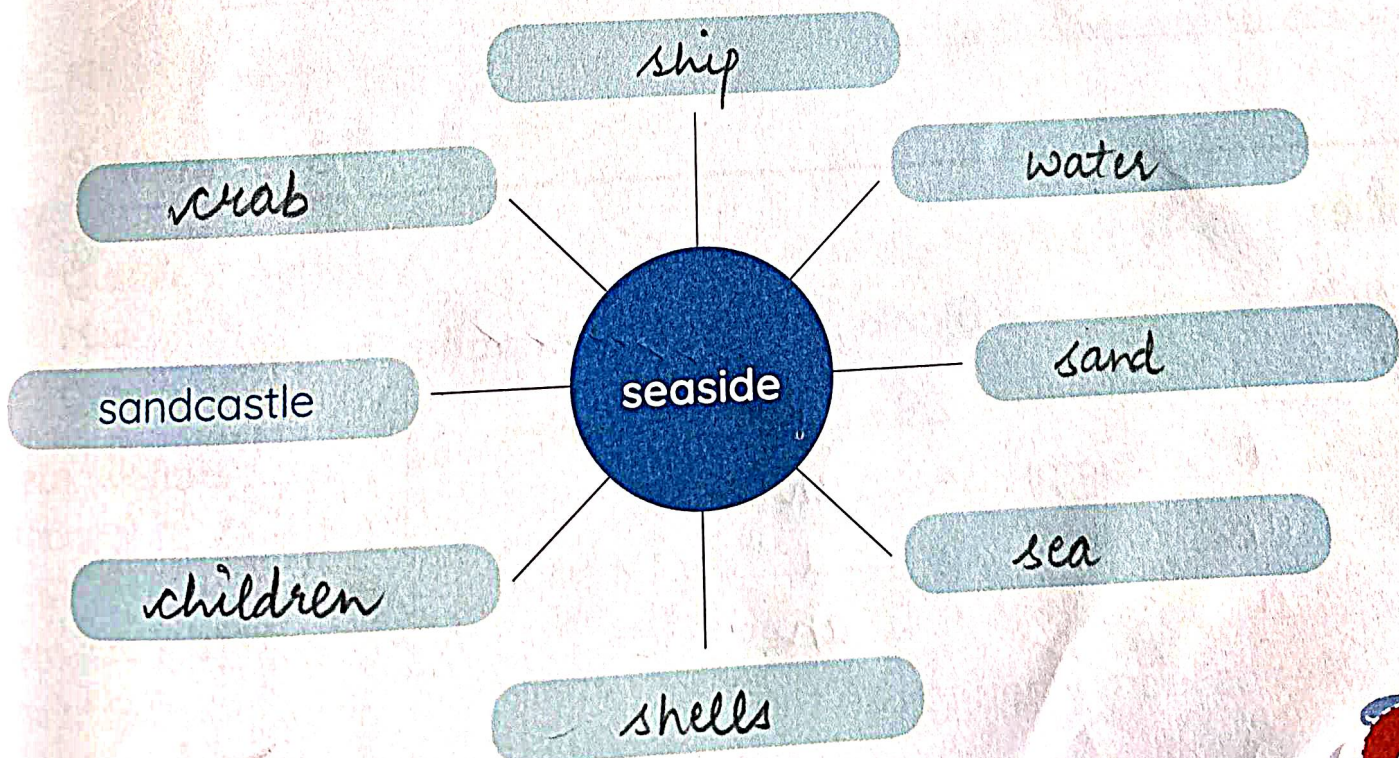 ship
water
crab
sand
seaside
sandcastle
sea
children
shells